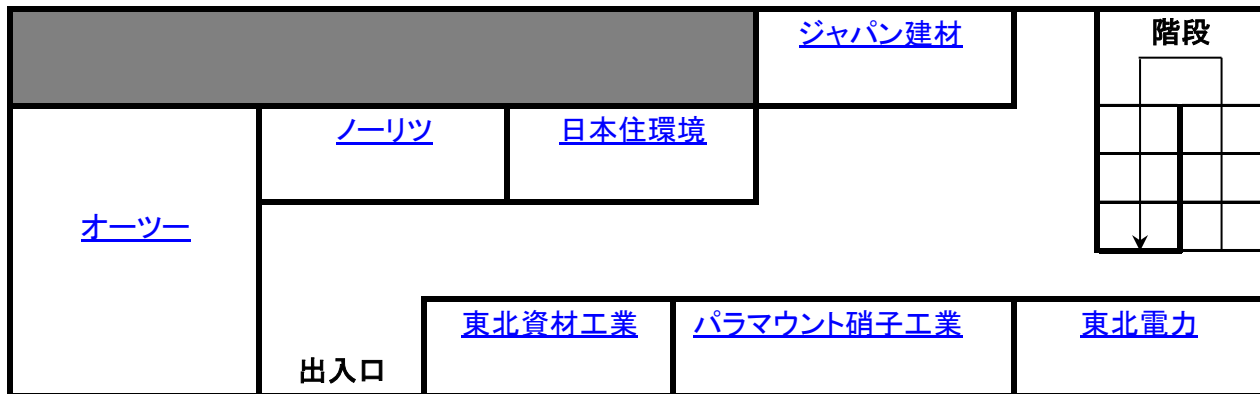 ジャパン建材
階段
ノーリツ
日本住環境
オーツー
東北資材工業
パラマウント硝子工業
東北電力
出入口